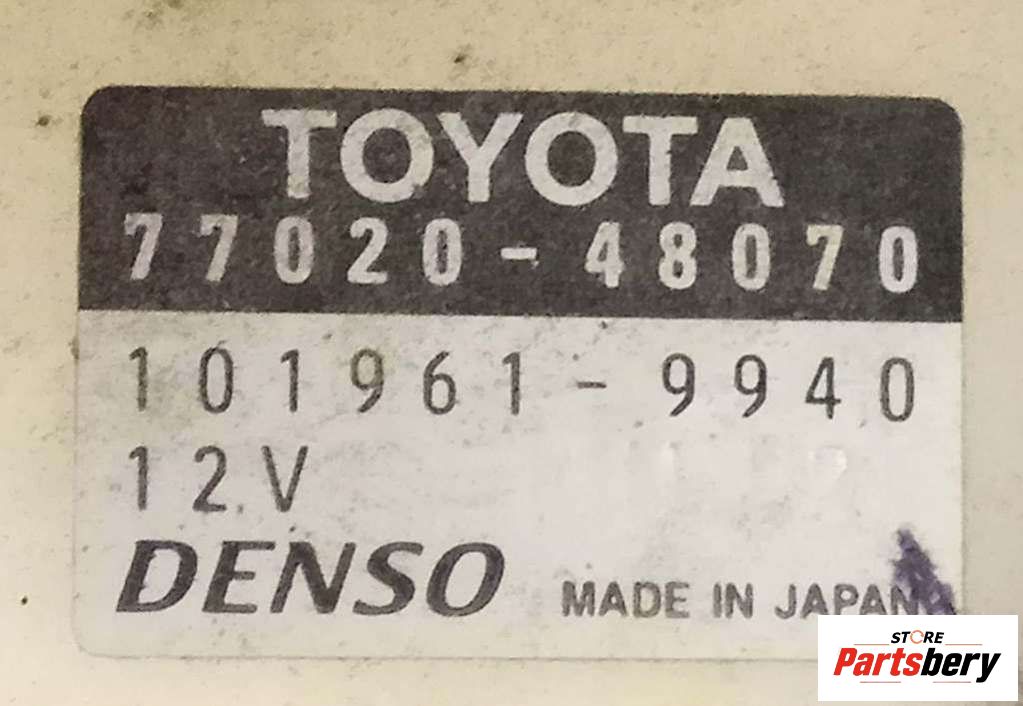 TOYOTA
77020-48070
101961-9940
12V
DENSO MADE IN JAPAN
STORE
Partsbery